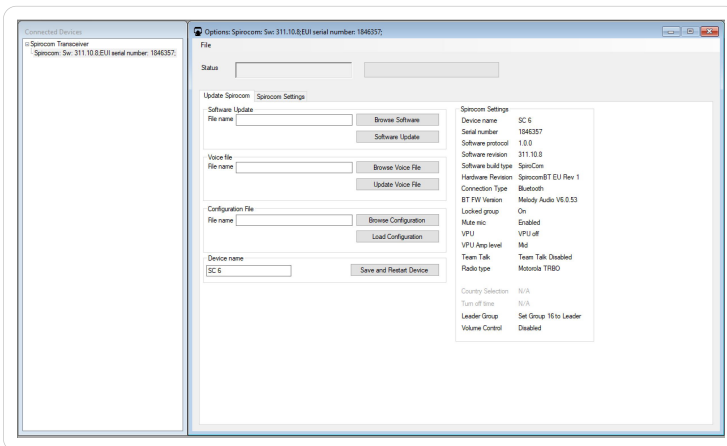 Connected Devices
Spirocom Transceiver
Spirocom: Sw: 311.10.8;EUI serial number: 1846357;
Options: Spirocom: Sw: 311.10.8;EUI serial number: 1846357;
File
Status
Update Spirocom Spirocom Settings
Software Update
File name Browse Software
Software Update
Voice file
File name Browse Voice File
Update Voice File
Configuration File
File name Browse Configuration
Load Configuration
Device name
SC 6 Save and Restart Device
Spirocom Settings
Device name SC 6
Serial number 1846357
Software protocol 1.0.0
Software revision 311.10.8
Software build type SpiroCom
Hardware Revision SpirocomBT EU Rev 1
Connection Type Bluetooth
BT FW Version Melody Audio V6.0.53
Locked group On
Mute mic Enabled
VPU VPU off
VPU Amp level Mid
Team Talk Team Talk Disabled
Radio type Motorola TRBO
Country Selection N/A
Turn off time N/A
Leader Group Set Group 16 to Leader
Volume Control Disabled